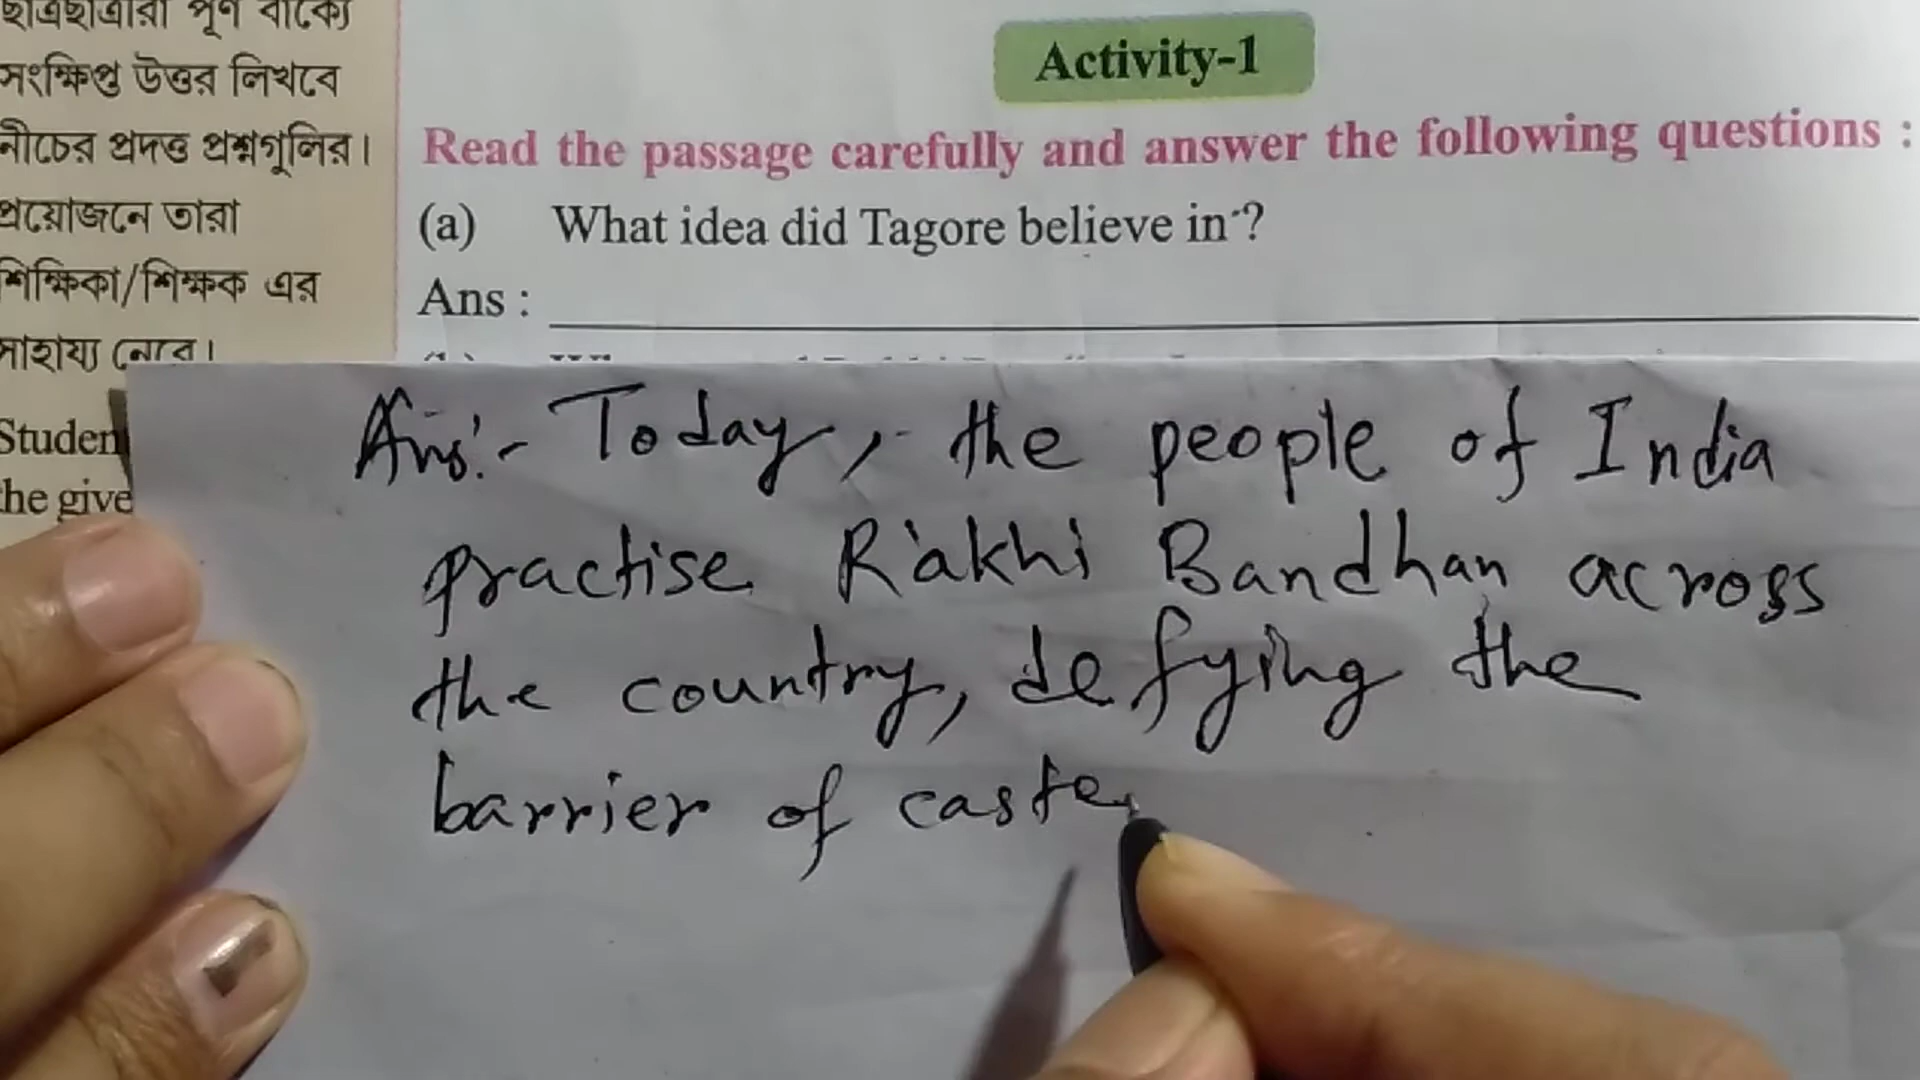 ছাত্রছাত্রীরা পূর্ণ বাক্যে
সংক্ষিপ্ত উত্তর লিখবে
নীচের প্রদত্ত প্রশ্নগুলির।
প্রয়োজনে তারা
শিক্ষিকা/শিক্ষক এর
সাহায্য নেবে।
Studen
he give
Activity-1
Read the passage carefully and answer the following questions :
(a) What idea did Tagore believe in ?
Ans :
Ans:- Today, the people of India
practise Rakhi Bandhan across
the country, defying the
barrier of caste